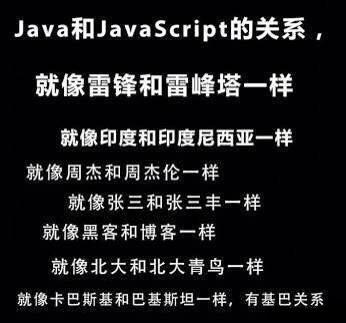 Java和JavaScript的关系，
就像雷锋和雷峰塔一样
就像印度和印度尼西亚一样
就像周杰和周杰伦一样
就像张三和张三丰一样
就像黑客和博客一样
就像北大和北大青鸟一样
就像卡巴斯基和巴基斯坦一样，有基巴关系